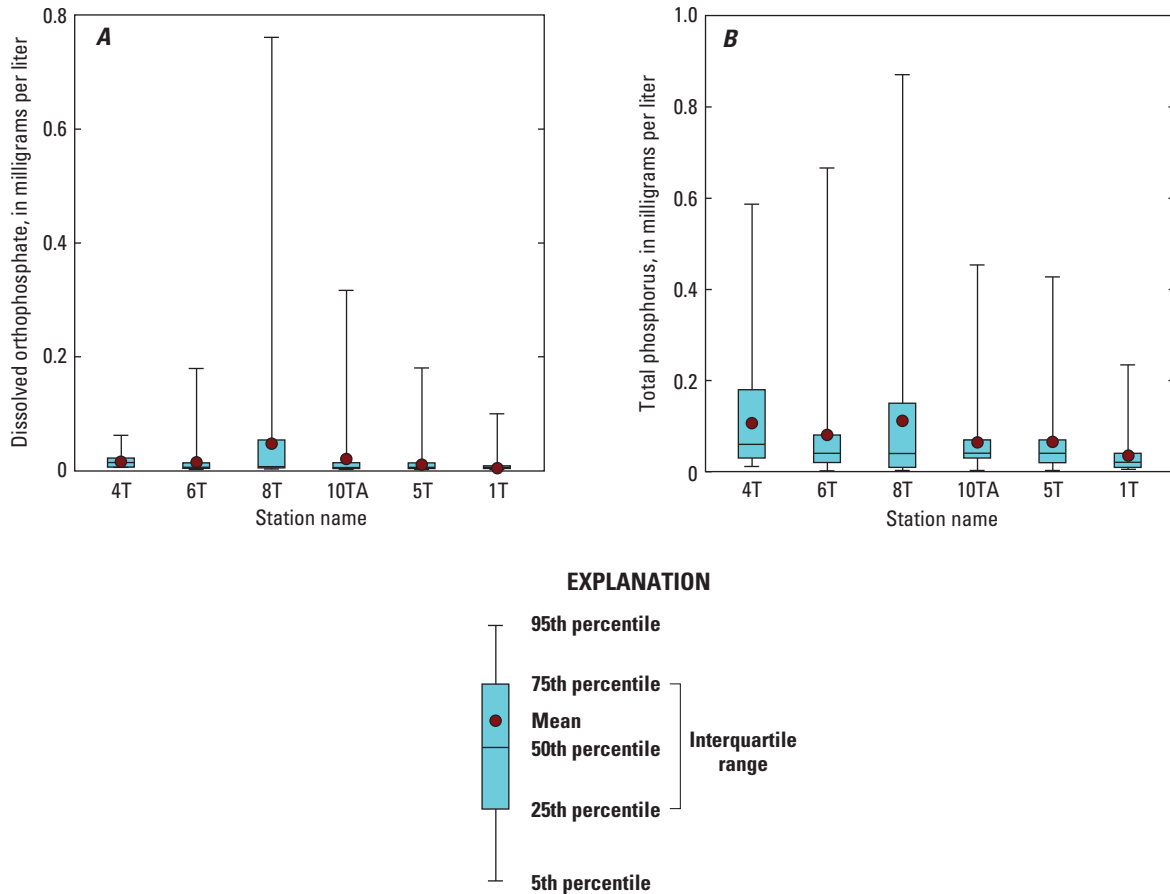 A
Dissolved orthophosphate, in milligrams per liter
0.8
0.6
0.4
0.2
0
4T 6T 8T 10TA 5T 1T
Station name
B
Total phosphorus, in milligrams per liter
1.0
0.8
0.6
0.4
0.2
0
4T 6T 8T 10TA 5T 1T
Station name
EXPLANATION
95th percentile
75th percentile
Mean
50th percentile
Interquartile
range
25th percentile
5th percentile